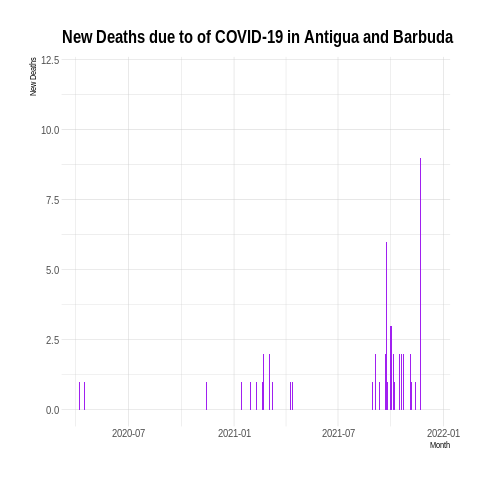 New Deaths due to of COVID-19 in Antigua and Barbuda
New Deaths
12.5
10.0
7.5
5.0
2.5
0.0
2020-07 2021-01 2021-07 2022-01
Month